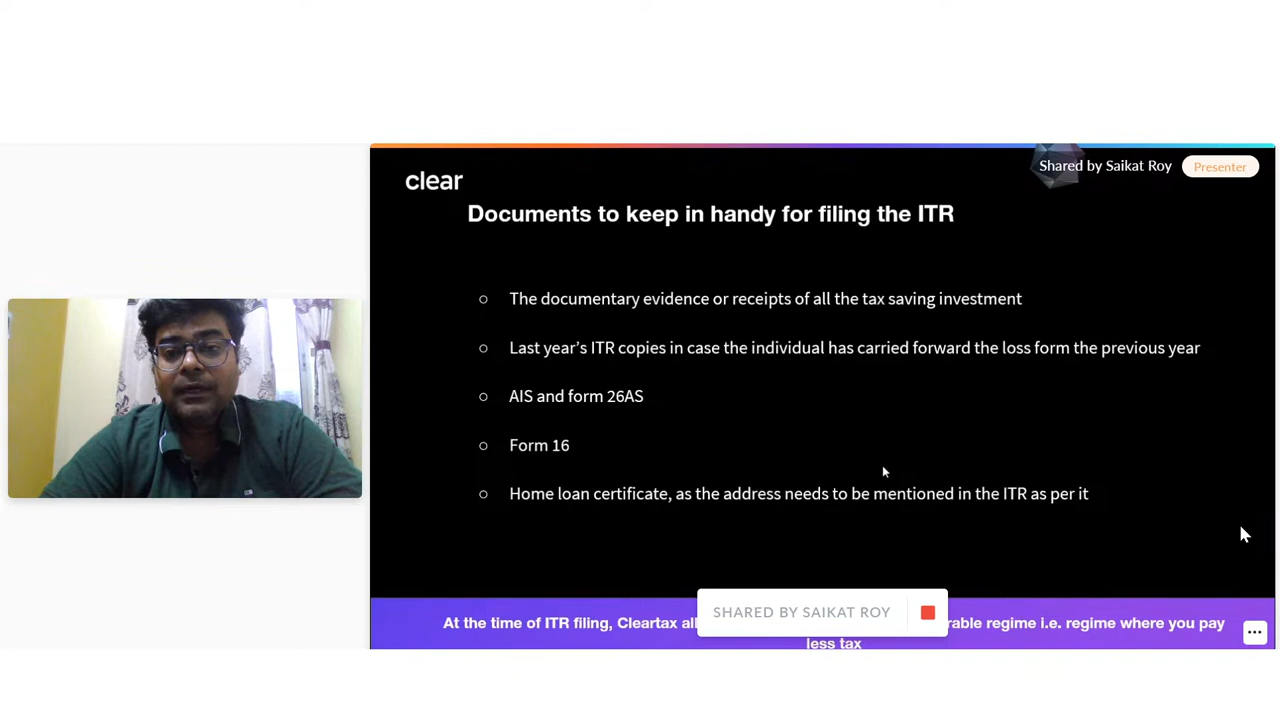 Shared by Saikat Roy Presenter
clear
Documents to keep in handy for filing the ITR
○ The documentary evidence or receipts of all the tax saving investment
○ Last year’s ITR copies in case the individual has carried forward the loss form the previous year
○ AIS and form 26AS
○ Form 16
○ Home loan certificate, as the address needs to be mentioned in the ITR as per it
SHARED BY SAIKAT ROY
At the time of ITR filing, Cleartax regime i.e. regime where you pay
less tax